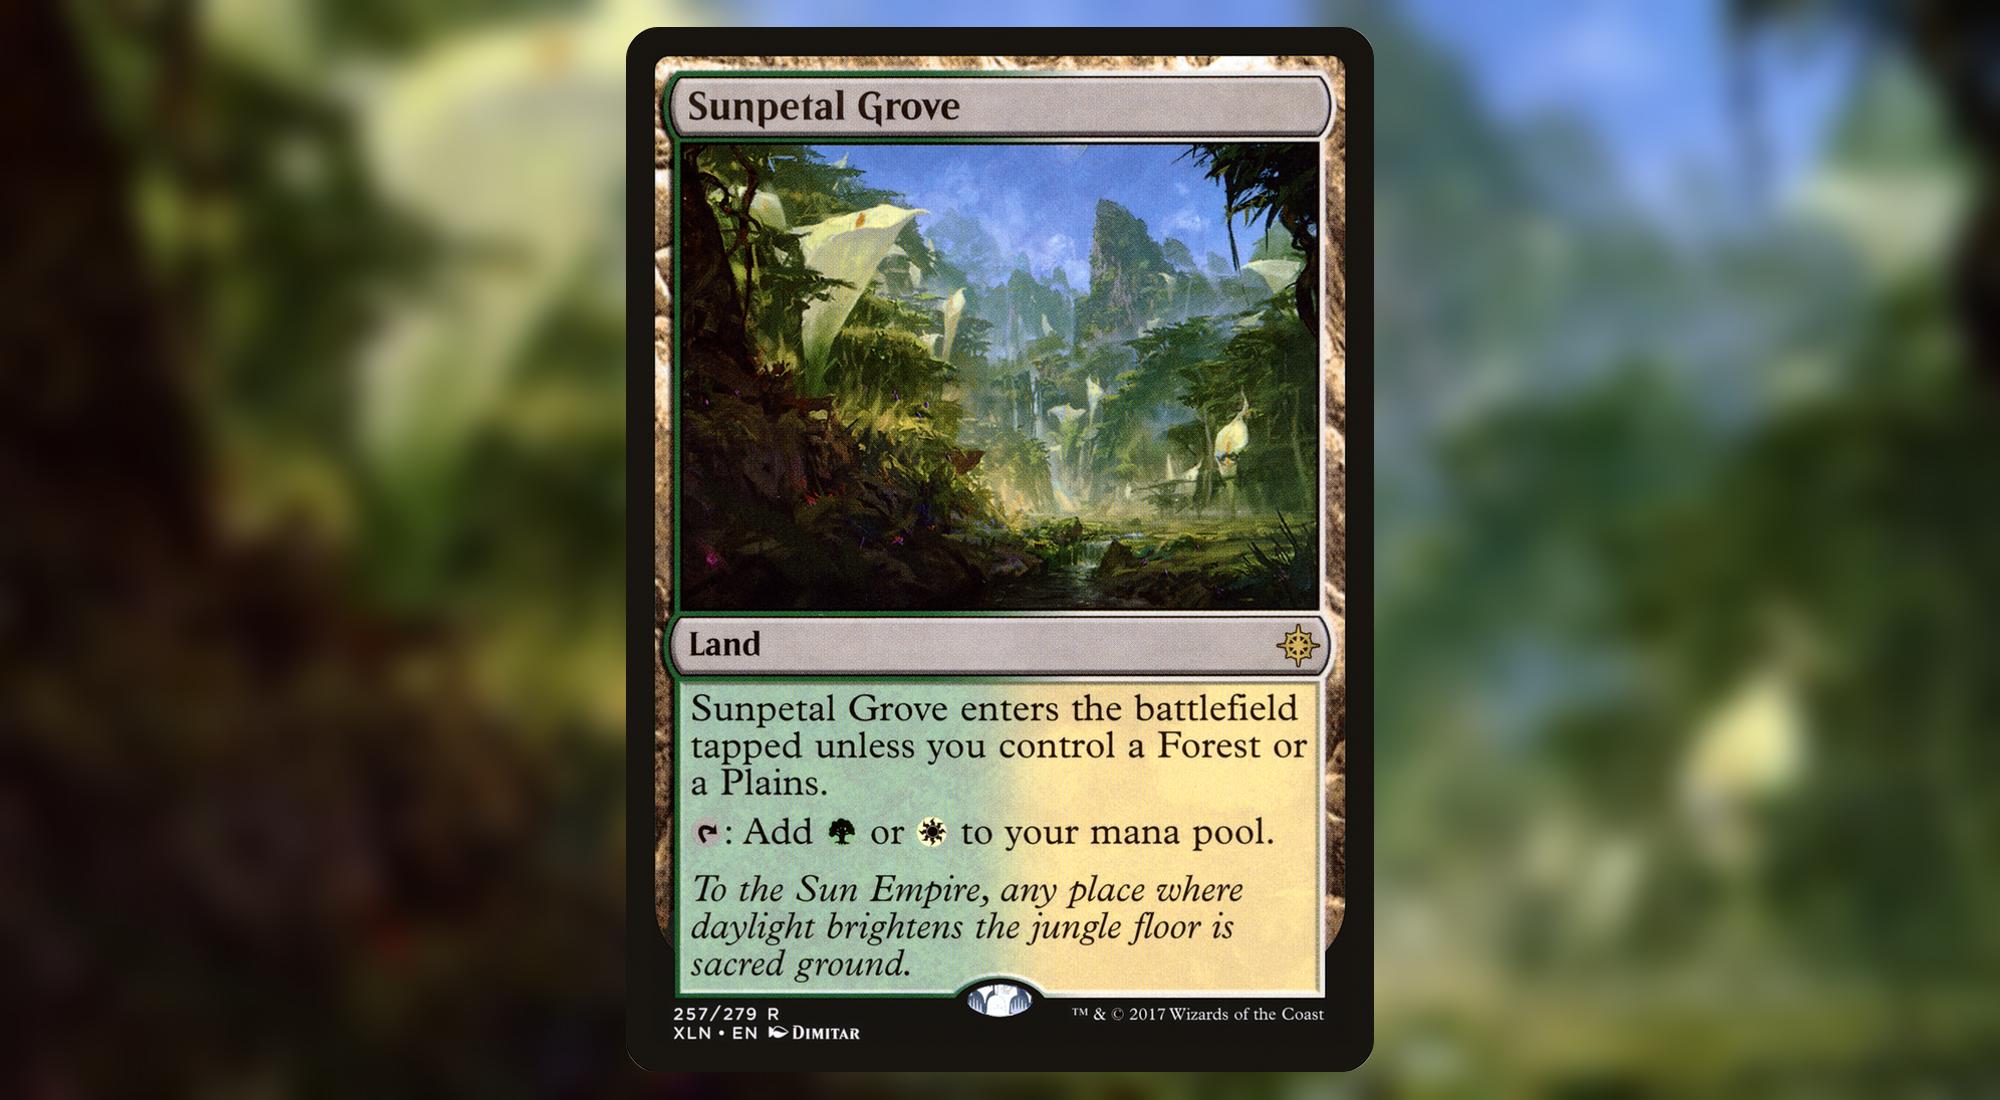 Sunpetal Grove
Land
Sunpetal Grove enters the battlefield
tapped unless you control a Forest or
a Plains.
: Add or to your mana pool.
To the Sun Empire, any place where
daylight brightens the jungle floor is
sacred ground.
257/279 R
XLN • EN DIMITAR
™ & © 2017 Wizards of the Coast